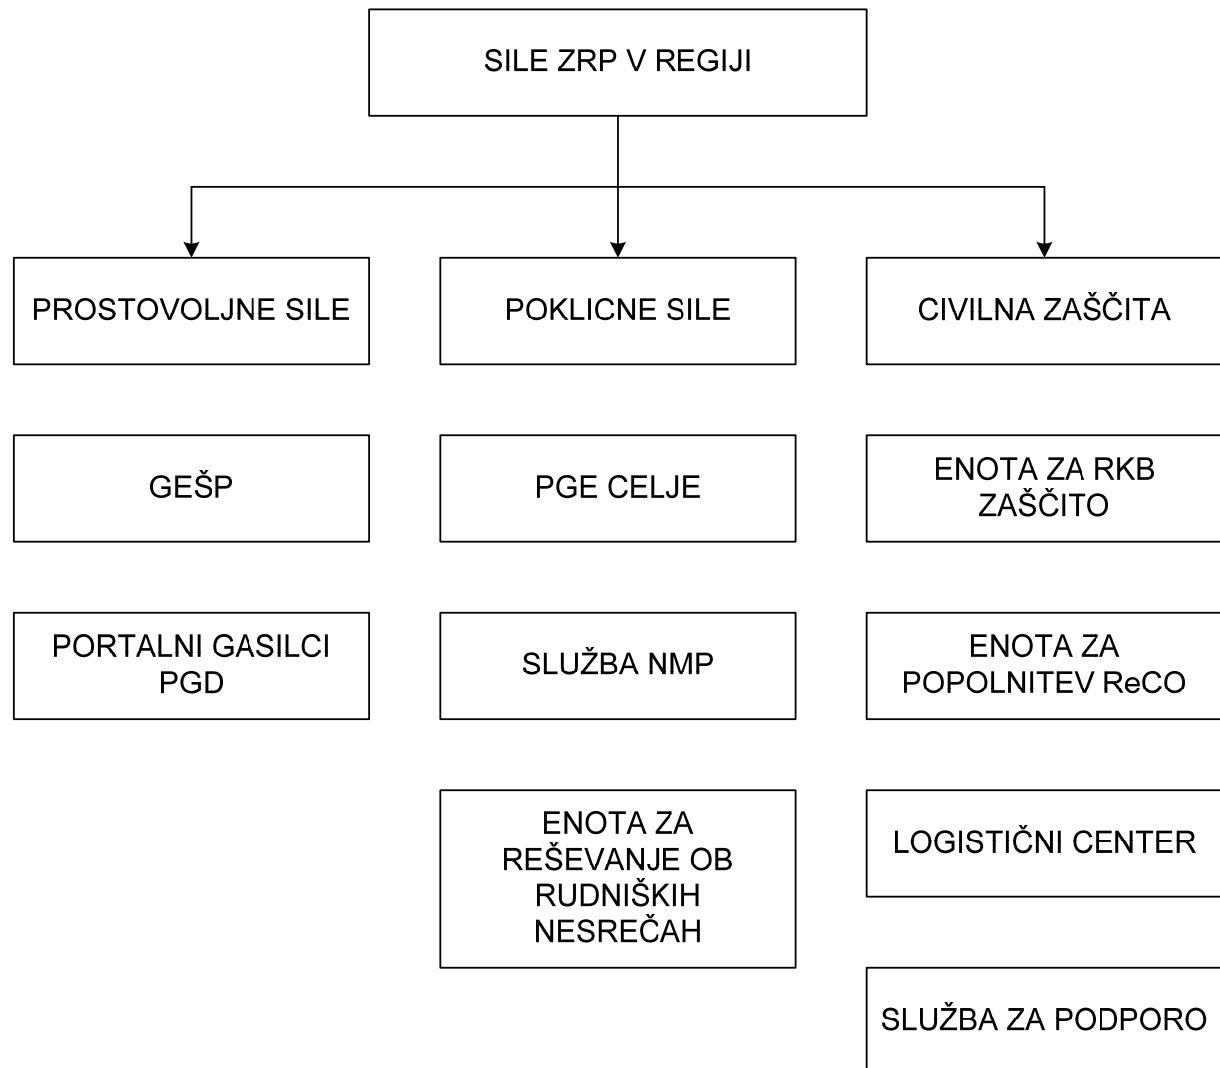 SILE ZRP V REGIJI
PROSTOVOLJNE SILE
POKLICNE SILE
CIVILNA ZAŠČITA
GEŠP
PGE CELJE
ENOTA ZA RKB
ZAŠČITO
PORTALNI GASILCI
PGD
SLUŽBA NMP
ENOTA ZA
POPOLNITEV ReCO
ENOTA ZA
REŠEVANJE OB
RUDNIŠKIH
NESREČAH
LOGISTIČNI CENTER
SLUŽBA ZA PODPORO